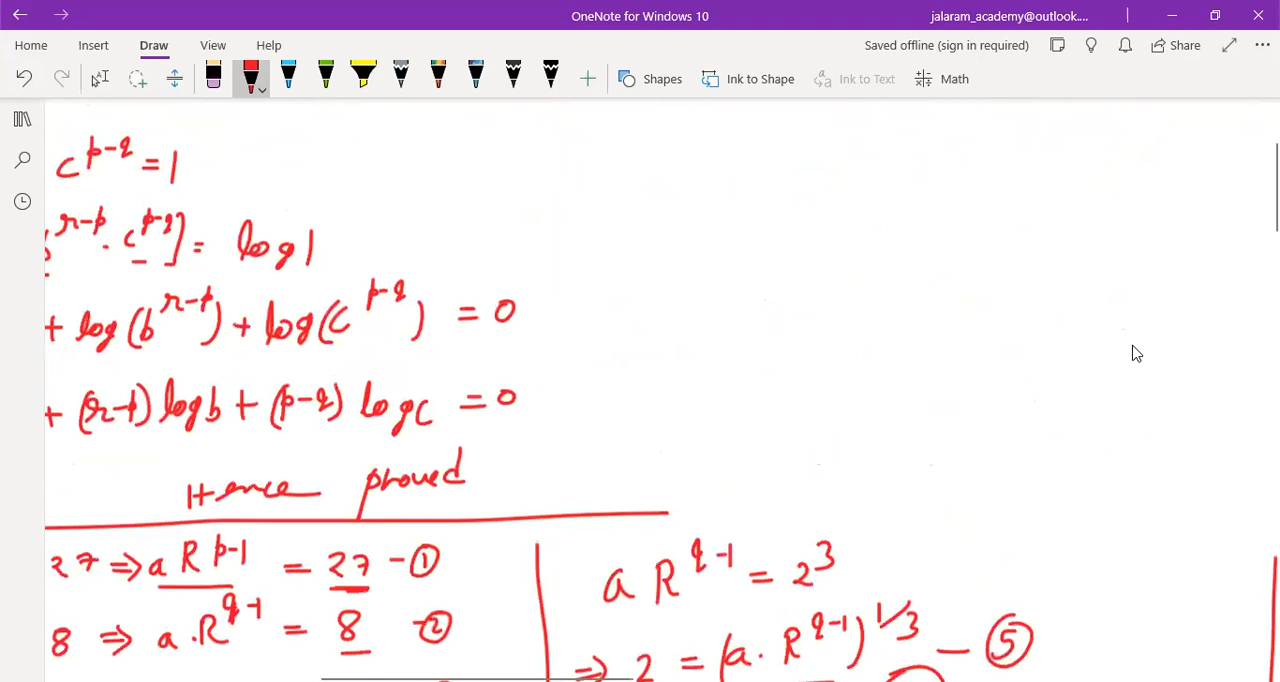 OneNote for Windows 10
jalaram_academy@outlook....
Home Insert Draw View Help
Saved offline (sign in required) Share
Shapes Ink to Shape Ink to Text Math
c^{p-q} = 1
^{r-p} · c^{p-q}] = log 1
+ log(b^{r-p}) + log(c^{p-q}) = 0
+ (r-p) log b + (p-q) log c = 0
Hence proved
27 ⇒ a R^{p-1} = 27 - ①
8 ⇒ a.R^{q-1} = 8 - ②
a R^{q-1} = 2^3
⇒ 2 = (a. R^{q-1})^{1/3} - ⑤